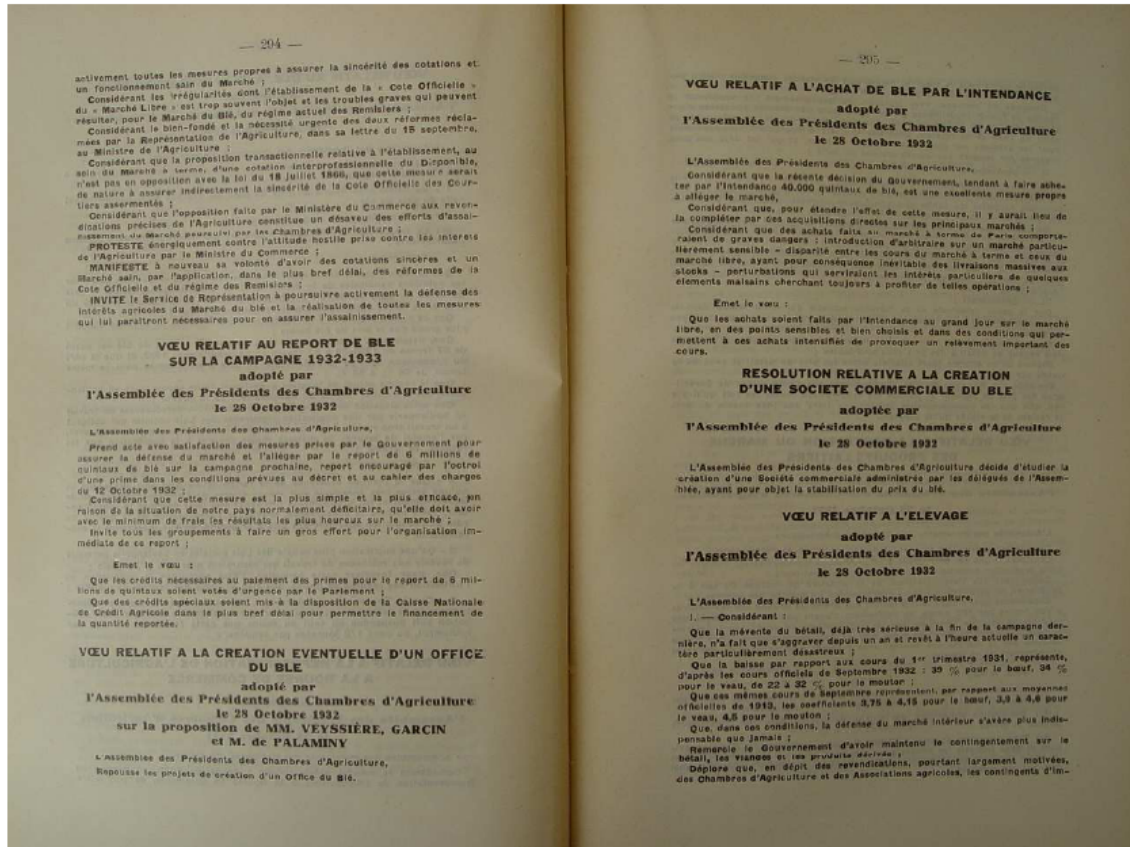 — 204 —
activement toutes les mesures propres à assurer la sincérité des cotations et
un fonctionnement sain du Marché ;
Considérant les irrégularités dont l'établissement de la « Cote Officielle »
du « Marché Libre » est trop souvent l'objet et les troubles graves qui peuvent
résulter, pour le Marché du Blé, du régime actuel des Remisiers ;
Considérant le bien-fondé et la nécessité urgente des deux réformes récla-
mées par la Représentation de l'Agriculture, dans sa lettre du 15 septembre,
au Ministre de l'Agriculture ;
Considérant que la proposition transactionnelle relative à l'établissement, au
sein du Marché à terme, d'une cotation interprofessionnelle du Disponible,
n'est pas en opposition avec la loi du 18 juillet 1866, que cette mesure serait
de nature à assurer indirectement la sincérité de la Cote Officielle des Cour-
tiers assermentés ;
Considérant que l'opposition faite par le Ministère du Commerce aux reven-
dications précises de l'Agriculture constitue un désaveu des efforts d'assai-
nissement du Marché poursuivi par les Chambres d'Agriculture ;
PROTESTE énergiquement contre l'attitude hostile prise contre les intérêts
de l'Agriculture par le Ministre du Commerce ;
MANIFESTE à nouveau sa volonté d'avoir des cotations sincères et un
Marché sain, par l'application, dans le plus bref délai, des réformes de la
Cote Officielle et du régime des Remisiers ;
INVITE le Service de Représentation à poursuivre activement la défense des
intérêts agricoles du Marché du blé et la réalisation de toutes les mesures
qui lui paraîtront nécessaires pour en assurer l'assainissement.
VŒU RELATIF AU REPORT DE BLE
SUR LA CAMPAGNE 1932-1933
adopté par
l'Assemblée des Présidents des Chambres d'Agriculture
le 28 Octobre 1932
L'Assemblée des Présidents des Chambres d'Agriculture,
Prend acte avec satisfaction des mesures prises par le Gouvernement pour
assurer la défense du marché et l'alléger par le report de 6 millions de
quintaux de blé sur la campagne prochaine, report encouragé par l'octroi
d'une prime dans les conditions prévues au décret et au cahier des charges
du 12 Octobre 1932 ;
Considérant que cette mesure est la plus simple et la plus efficace, en
raison de la situation de notre pays normalement déficitaire, qu'elle doit avoir
avec le minimum de frais les résultats les plus heureux sur le marché ;
Invite tous les groupements à faire un gros effort pour l'organisation im-
médiate de ce report ;
Emet le vœu :
Que les crédits nécessaires au paiement des primes pour le report de 6 mil-
lions de quintaux soient votés d'urgence par le Parlement ;
Que des crédits spéciaux soient mis à la disposition de la Caisse Nationale
de Crédit Agricole dans le plus bref délai pour permettre le financement de
la quantité reportée.
VŒU RELATIF A LA CREATION EVENTUELLE D'UN OFFICE
DU BLE
adopté par
l'Assemblée des Présidents des Chambres d'Agriculture
le 28 Octobre 1932
sur la proposition de MM. VEYSSIÈRE, GARCIN
et M. de PALAMINY
L'Assemblée des Présidents des Chambres d'Agriculture,
Repousse les projets de création d'un Office du Blé.
— 205 —
VŒU RELATIF A L'ACHAT DE BLE PAR L'INTENDANCE
adopté par
l'Assemblée des Présidents des Chambres d'Agriculture
le 28 Octobre 1932
L'Assemblée des Présidents des Chambres d'Agriculture,
Considérant que la récente décision du Gouvernement, tendant à faire ache-
ter par l'Intendance 40.000 quintaux de blé, est une excellente mesure propre
à alléger le marché,
Considérant que, pour étendre l'effet de cette mesure, il y aurait lieu de
la compléter par des acquisitions directes sur les principaux marchés ;
Considérant que des achats faits au marché à terme de Paris comporte-
raient de graves dangers : introduction d'arbitraire sur un marché particu-
lièrement sensible - disparité entre les cours du marché à terme et ceux du
marché libre, ayant pour conséquence inévitable des livraisons massives aux
stocks - perturbations qui serviraient les intérêts particuliers de quelques
elements malsains cherchant toujours à profiter de telles opérations ;
Emet le vœu :
Que les achats soient faits par l'Intendance au grand jour sur le marché
libre, en des points sensibles et bien choisis et dans des conditions qui per-
mettent à ces achats intensifiés de provoquer un relèvement important des
cours.
RESOLUTION RELATIVE A LA CREATION
D'UNE SOCIETE COMMERCIALE DU BLE
adoptée par
l'Assemblée des Présidents des Chambres d'Agriculture
le 28 Octobre 1932
L'Assemblée des Présidents des Chambres d'Agriculture décide d'étudier la
création d'une Société commerciale administrée par les délégués de l'Assem-
blée, ayant pour objet la stabilisation du prix du blé.
VŒU RELATIF A L'ELEVAGE
adopté par
l'Assemblée des Présidents des Chambres d'Agriculture
le 28 Octobre 1932
L'Assemblée des Présidents des Chambres d'Agriculture,
I. — Considérant :
Que la mévente du bétail, déjà très sérieuse à la fin de la campagne der-
nière, n'a fait que s'aggraver depuis un an et revêt à l'heure actuelle un carac-
tère particulièrement désastreux ;
Que la baisse par rapport aux cours du 1er trimestre 1931, représente,
d'après les cours officiels de Septembre 1932 : 39 % pour le bœuf, 34 %
pour le veau, de 22 à 32 % pour le mouton ;
Que ces mêmes cours de Septembre représentent, par rapport aux moyennes
officielles de 1913, les coefficients 3,75 à 4,15 pour le bœuf, 3,9 à 4,6 pour
le veau, 4,5 pour le mouton ;
Que, dans ces conditions, la défense du marché intérieur s'avère plus indis-
pensable que jamais ;
Remercie le Gouvernement d'avoir maintenu le contingentement sur le
bétail, les viandes et les produits dérivés ;
Déplore que, en dépit des revendications, pourtant largement motivées,
des Chambres d'Agriculture et des Associations agricoles, les contingents d'im-